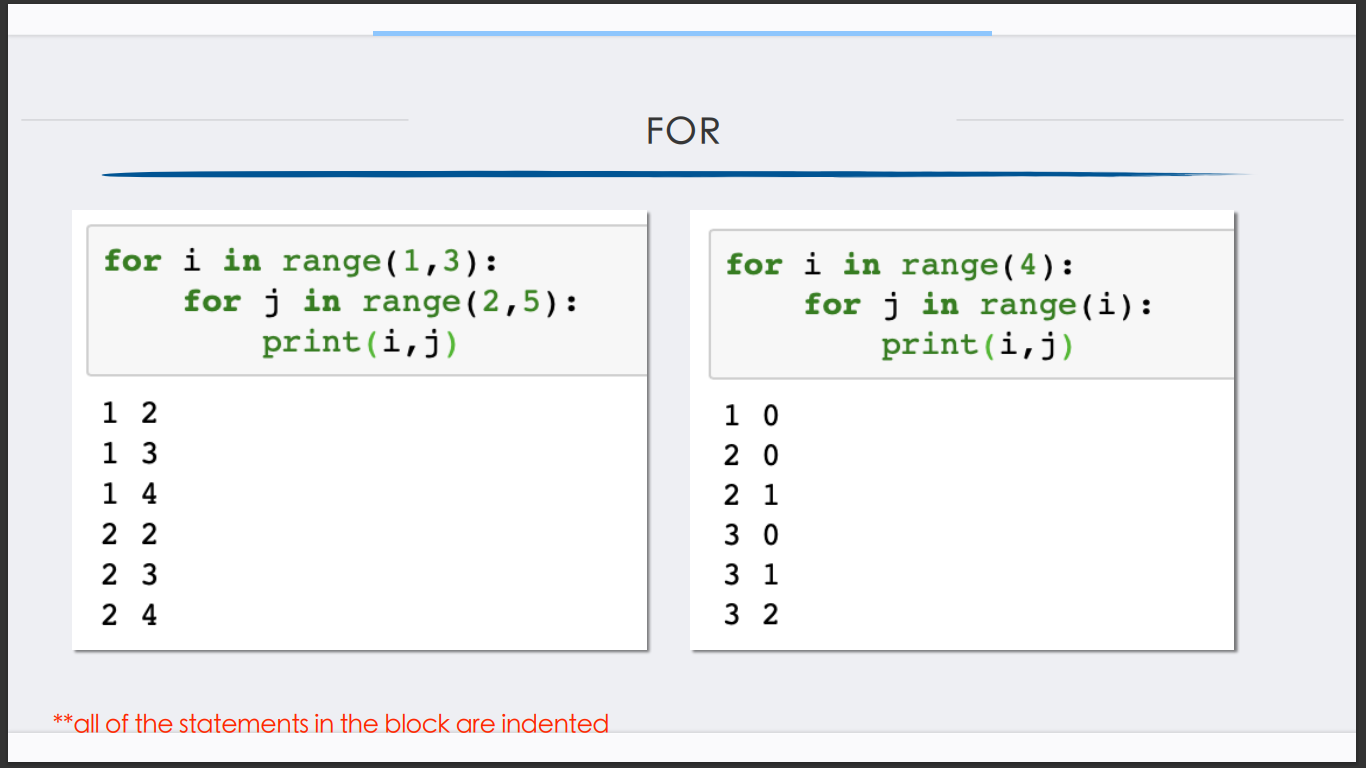 FOR
for i in range(1,3):
    for j in range(2,5):
        print(i,j)
1 2
1 3
1 4
2 2
2 3
2 4
for i in range(4):
    for j in range(i):
        print(i,j)
1 0
2 0
2 1
3 0
3 1
3 2
**all of the statements in the block are indented